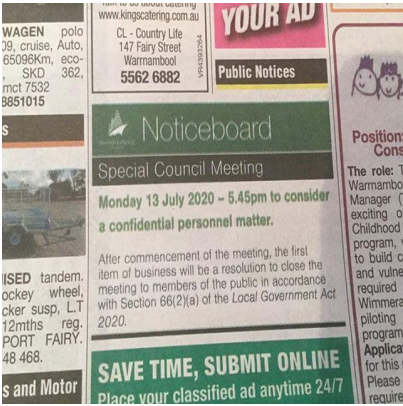 Talk to us about catering
www.kingscatering.com.au
CL - Country Life
147 Fairy Street
Warrnambool
5562 6882
VR4393264
YOUR AD
Public Notices
WAGEN polo
09, cruise, Auto,
65096Km, eco-
, SKD 362,
mct 7532
8851015
s
Noticeboard
Special Council Meeting
Monday 13 July 2020 – 5.45pm to consider
a confidential personnel matter.
After commencement of the meeting, the first
item of business will be a resolution to close the
meeting to members of the public in accordance
with Section 66(2)(a) of the Local Government Act
2020.
SAVE TIME, SUBMIT ONLINE
Place your classified ad anytime 24/7
ISED tandem.
ockey wheel,
cker susp, L.T
12mths reg.
PORT FAIRY.
48 468.
s and Motor
Position:
Cons
The role: T
Warrnambo
Manager (
exciting o
Childhood
program,
to build c
and vulne
required
Wimmera
piloting
program
Applica
for this
Please
require